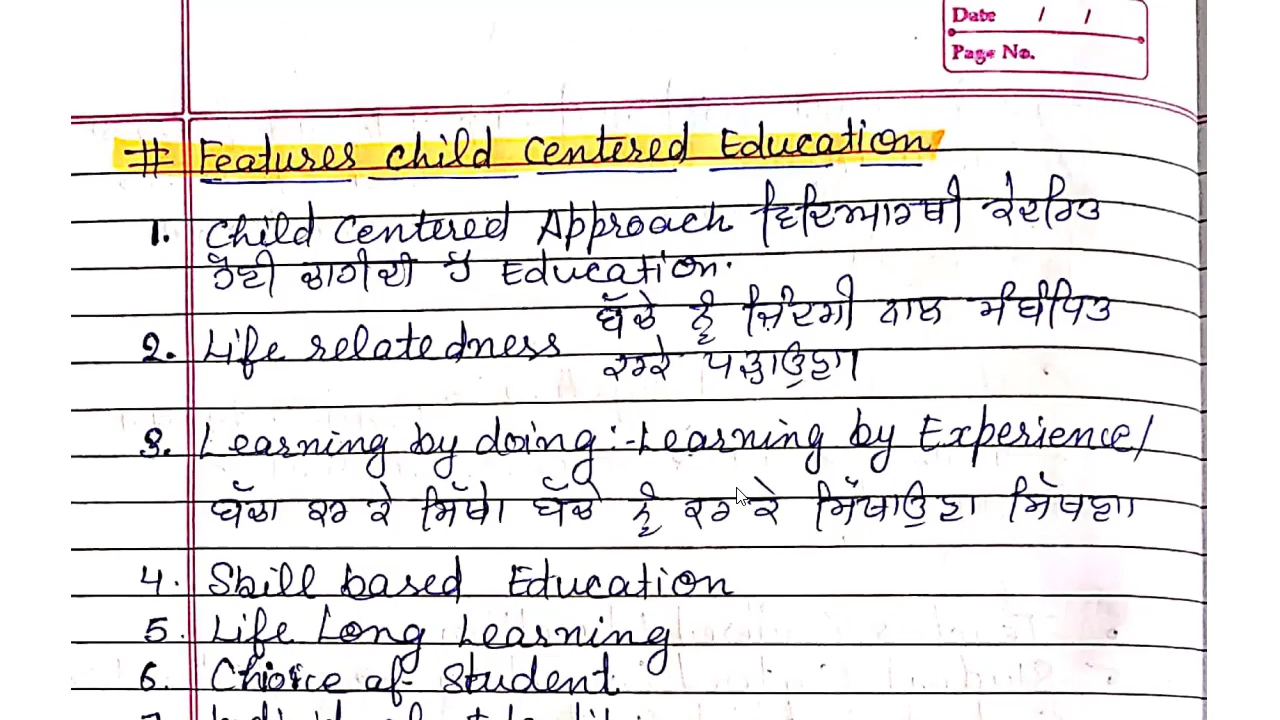 Date / /
Page No.
# Features child centered Education
1. Child centered Approach ਵਿਦਿਆਰਥੀ ਕੇਂਦਰਿਤ
ਹੋਣੀ ਚਾਹੀਦੀ ਹੈ Education.
2. Life relatedness ਬੱਚੇ ਨੂੰ ਜ਼ਿੰਦਗੀ ਨਾਲ ਸੰਬੰਧਿਤ
ਕਰਕੇ ਪੜ੍ਹਾਉਣਾ
3. Learning by doing:-Learning by Experience/
ਬੱਚਾ ਕਰ ਕੇ ਸਿੱਖੇ। ਬੱਚੇ ਨੂੰ ਕਰ ਕੇ ਸਿੱਖਾਉਣਾ ਸਿੱਖਣਾ
4. Skill based Education
5. Life Long Learning
6. Choice of Student
7.